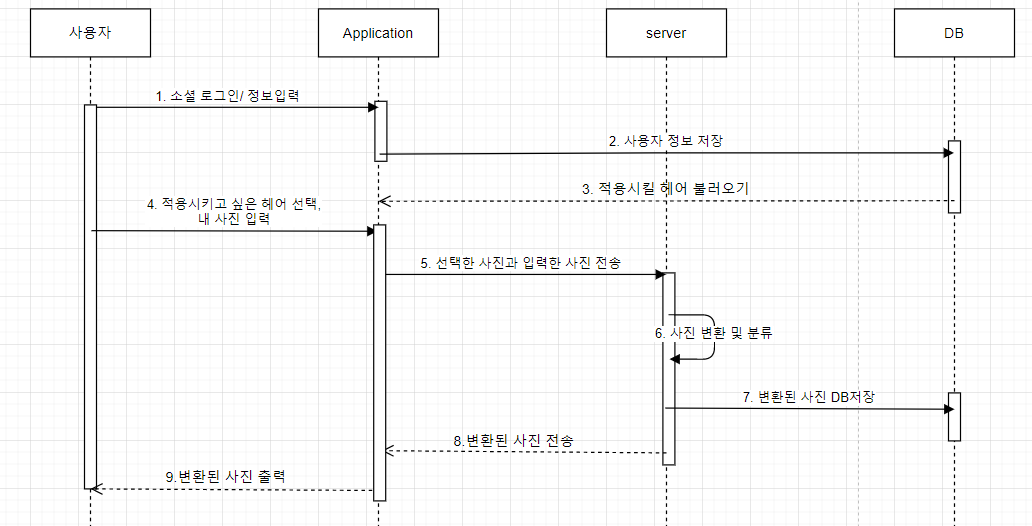 사용자
Application
server
DB
1. 소셜 로그인/ 정보입력
2. 사용자 정보 저장
3. 적용시킬 헤어 불러오기
4. 적용시키고 싶은 헤어 선택,
내 사진 입력
5. 선택한 사진과 입력한 사진 전송
6. 사진 변환 및 분류
7. 변환된 사진 DB저장
8.변환된 사진 전송
9.변환된 사진 출력